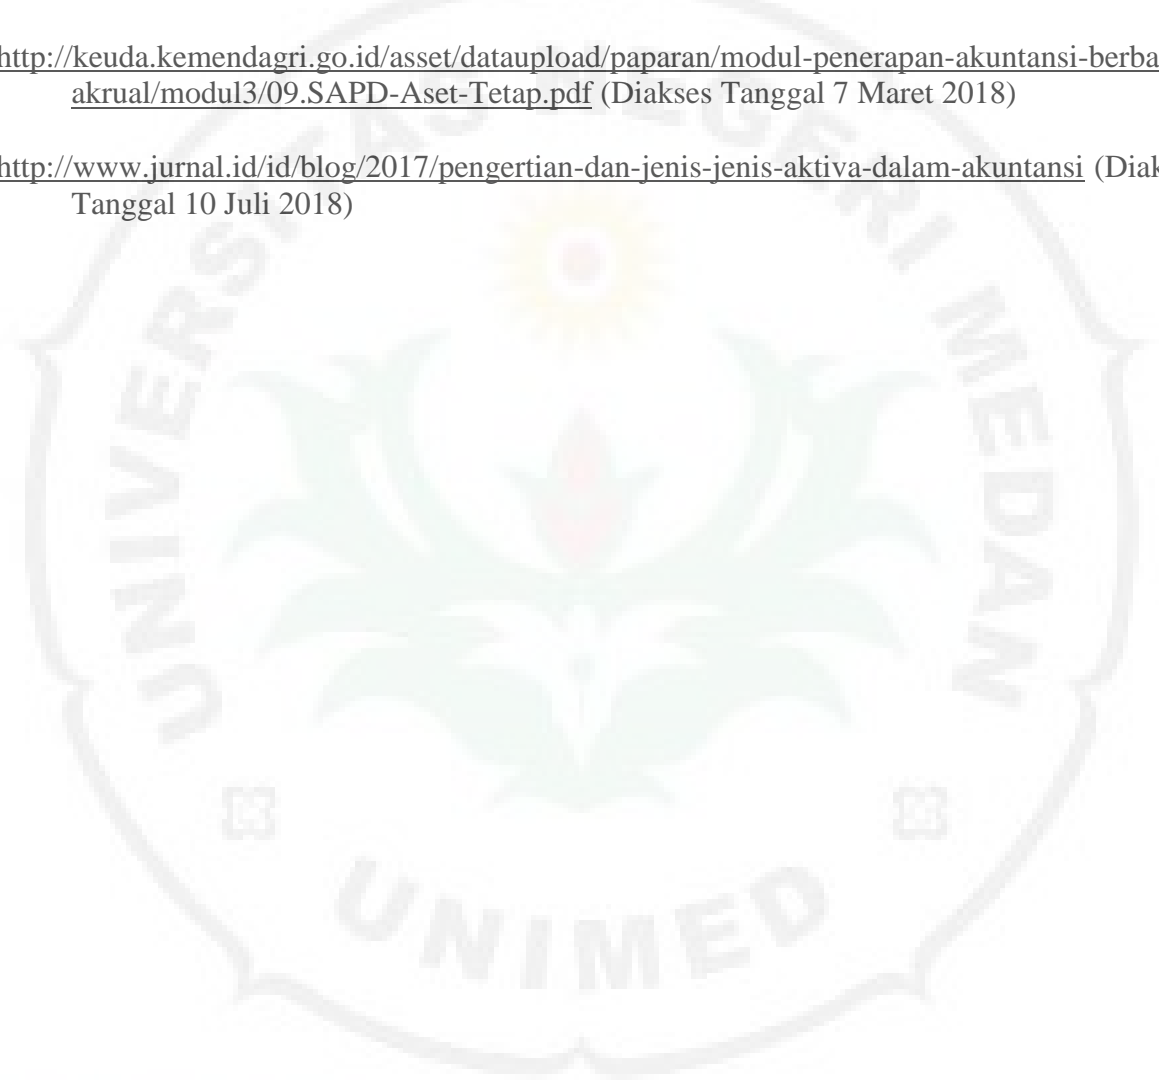 http://keuda.kemendagri.go.id/asset/dataupload/paparan/modul-penerapan-akuntansi-berba
akrual/modul3/09.SAPD-Aset-Tetap.pdf (Diakses Tanggal 7 Maret 2018)
http://www.jurnal.id/id/blog/2017/pengertian-dan-jenis-jenis-aktiva-dalam-akuntansi (Diak
Tanggal 10 Juli 2018)
UNIVERSITAS NEGERI MEDAN
UNIMED